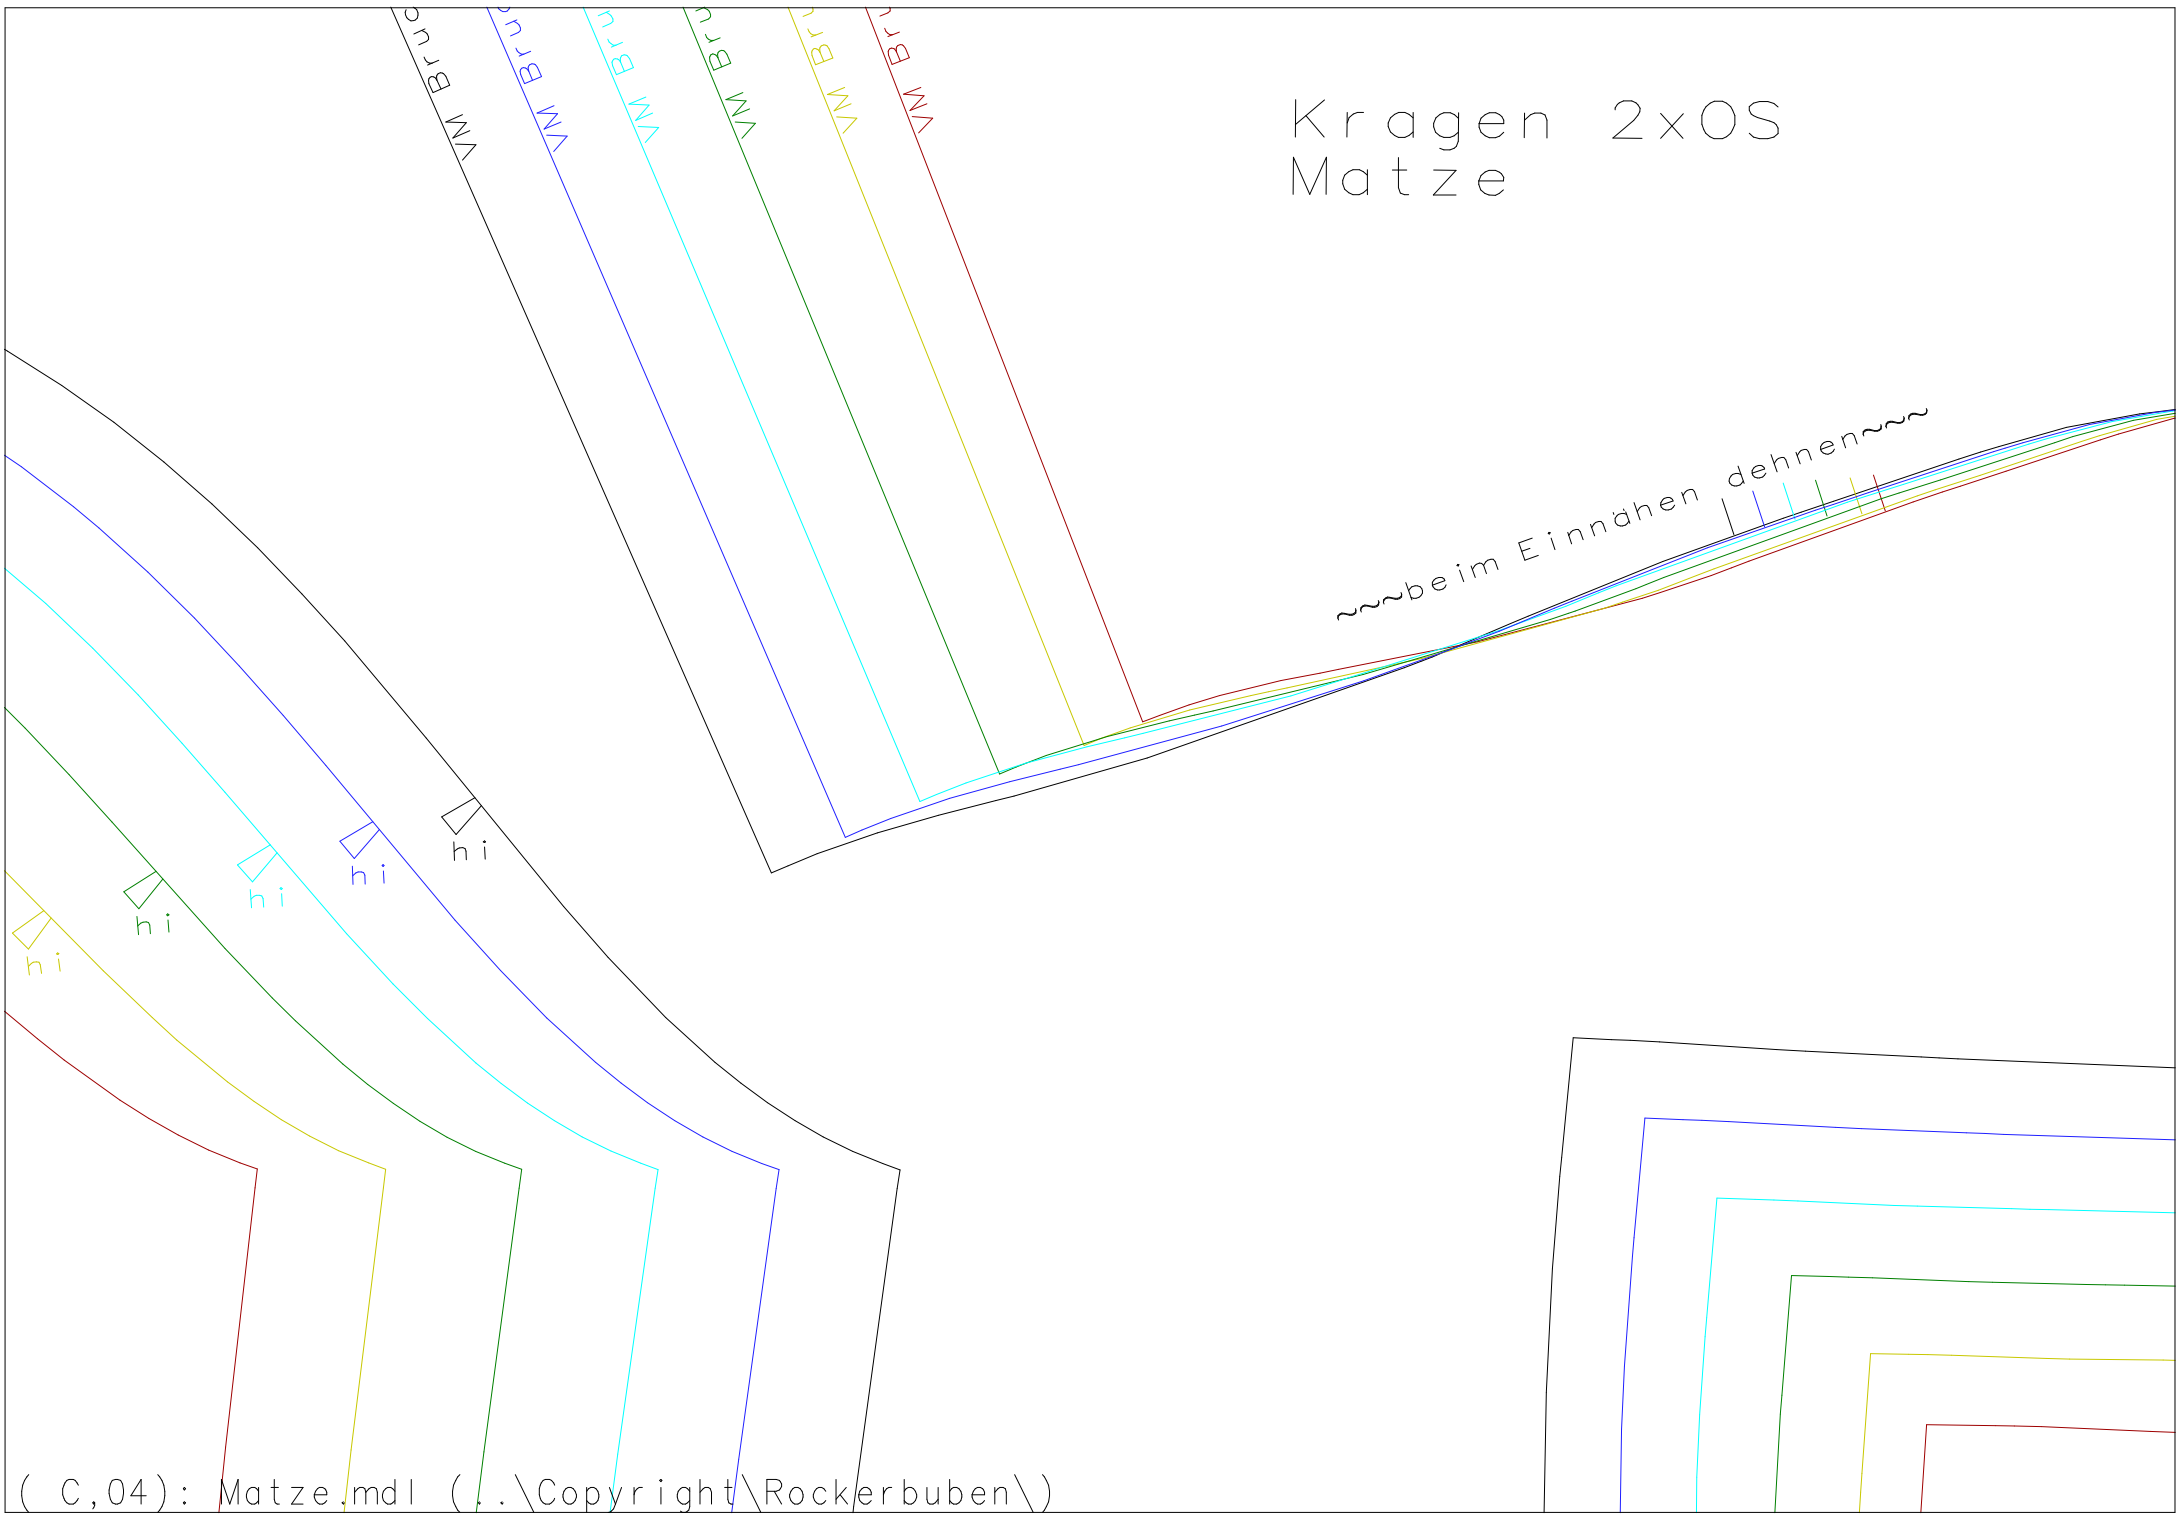 VM Bru
VM Bru
VM Bru
VM Bru
VM Bru
VM Bru
Kragen 2xOS
Matze
~~~beim Einnähen dehnen~~~
hi
hi
hi
hi
hi
( C,04): Matze.mdl (..\Copyright\Rockerbuben\)